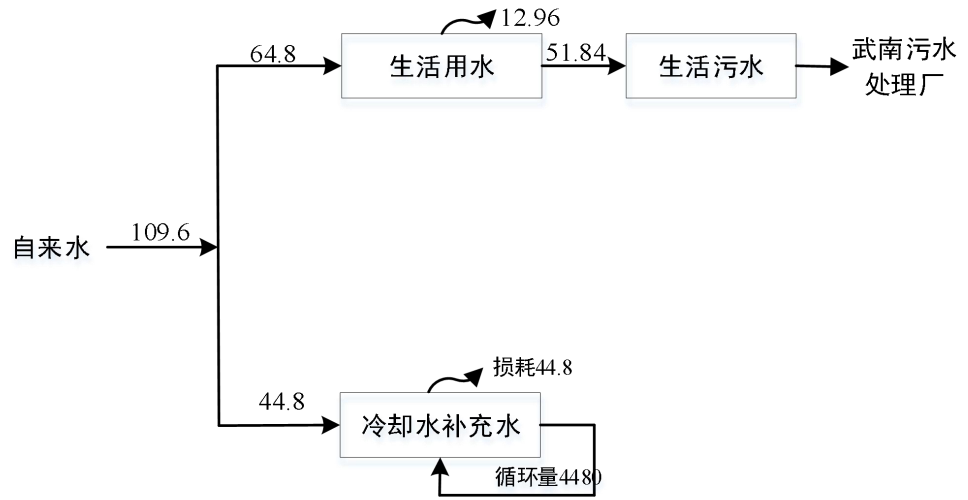 12.96
64.8
生活用水
51.84
生活污水
武南污水
处理厂
自来水
109.6
损耗44.8
44.8
冷却水补充水
循环量4480